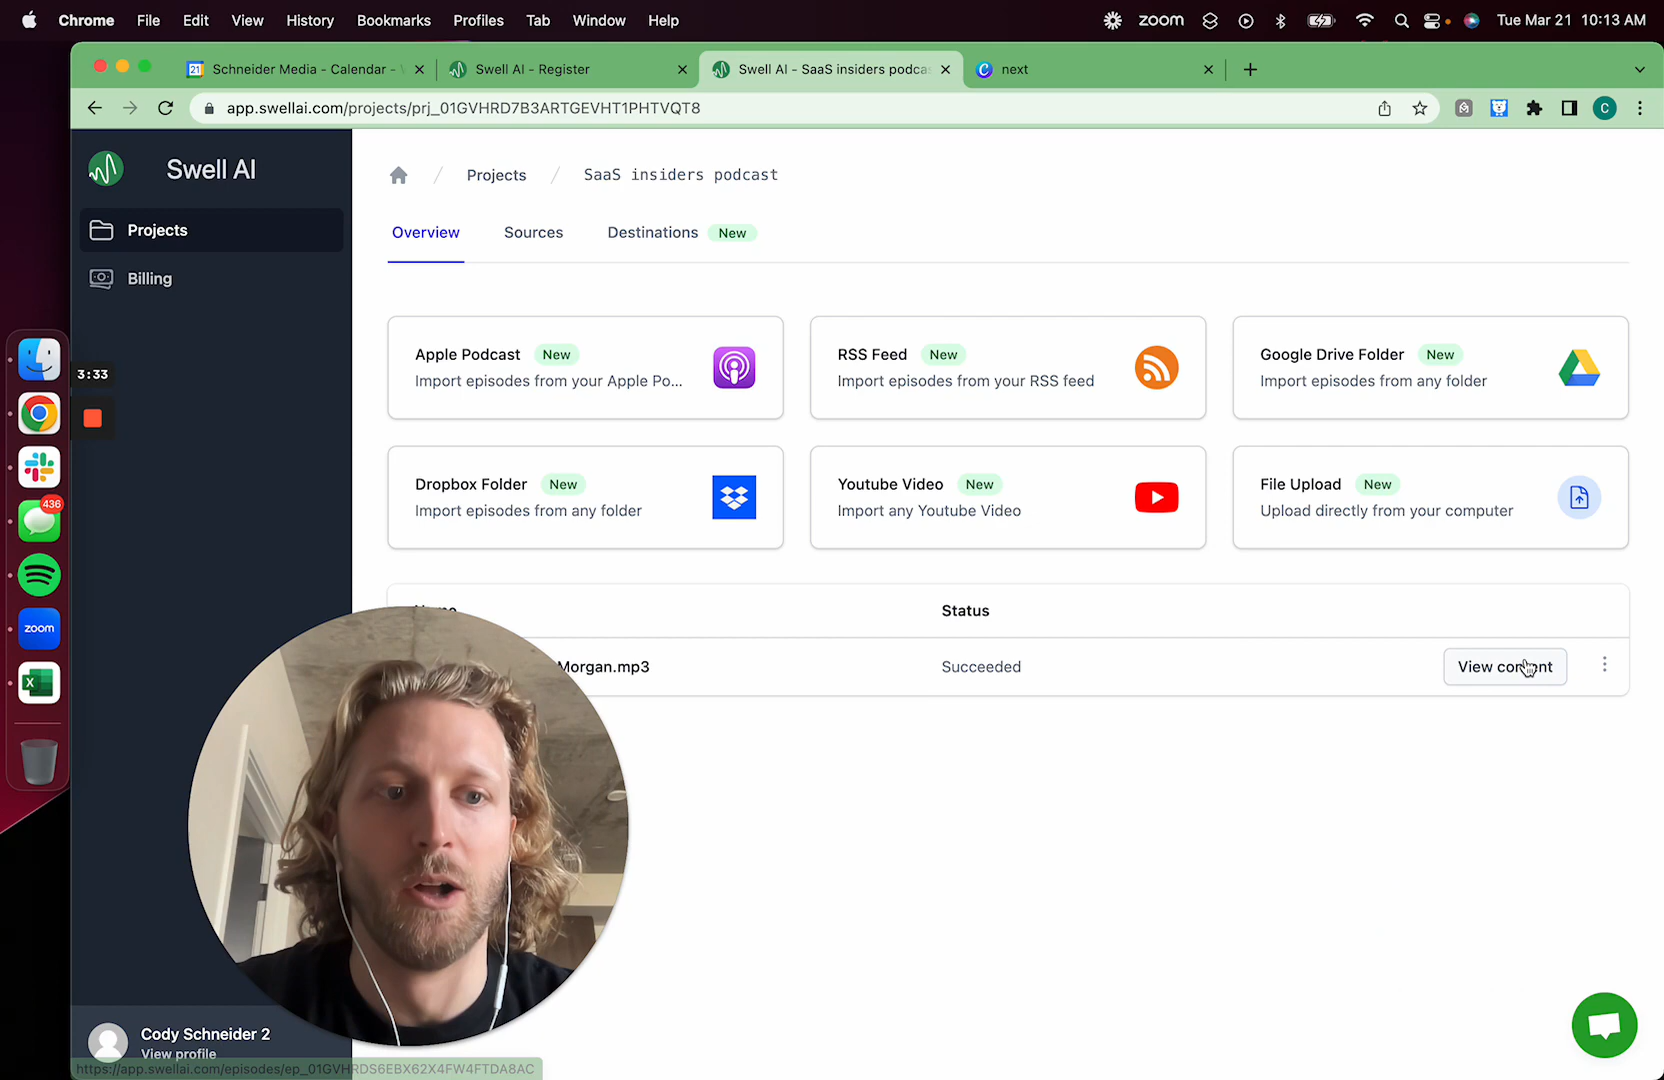 Chrome File Edit View History Bookmarks Profiles Tab Window Help
zoom
Tue Mar 21 10:13 AM
21 Schneider Media - Calendar -
Swell AI - Register
Swell AI - SaaS insiders podca
C next
app.swellai.com/projects/prj_01GVHRD7B3ARTGEVHT1PHTVQT8
C
Swell AI
Projects
Billing
Projects / SaaS insiders podcast
Overview
Sources
Destinations New
Apple Podcast New
Import episodes from your Apple Po...
RSS Feed New
Import episodes from your RSS feed
Google Drive Folder New
Import episodes from any folder
Dropbox Folder New
Import episodes from any folder
Youtube Video New
Import any Youtube Video
File Upload New
Upload directly from your computer
Status
Morgan.mp3
Succeeded
View content
3:33
436
zoom
X
Cody Schneider 2
View profile
https://app.swellai.com/episodes/ep_01GVHRDS6EBX62X4FW4FTDA8AC